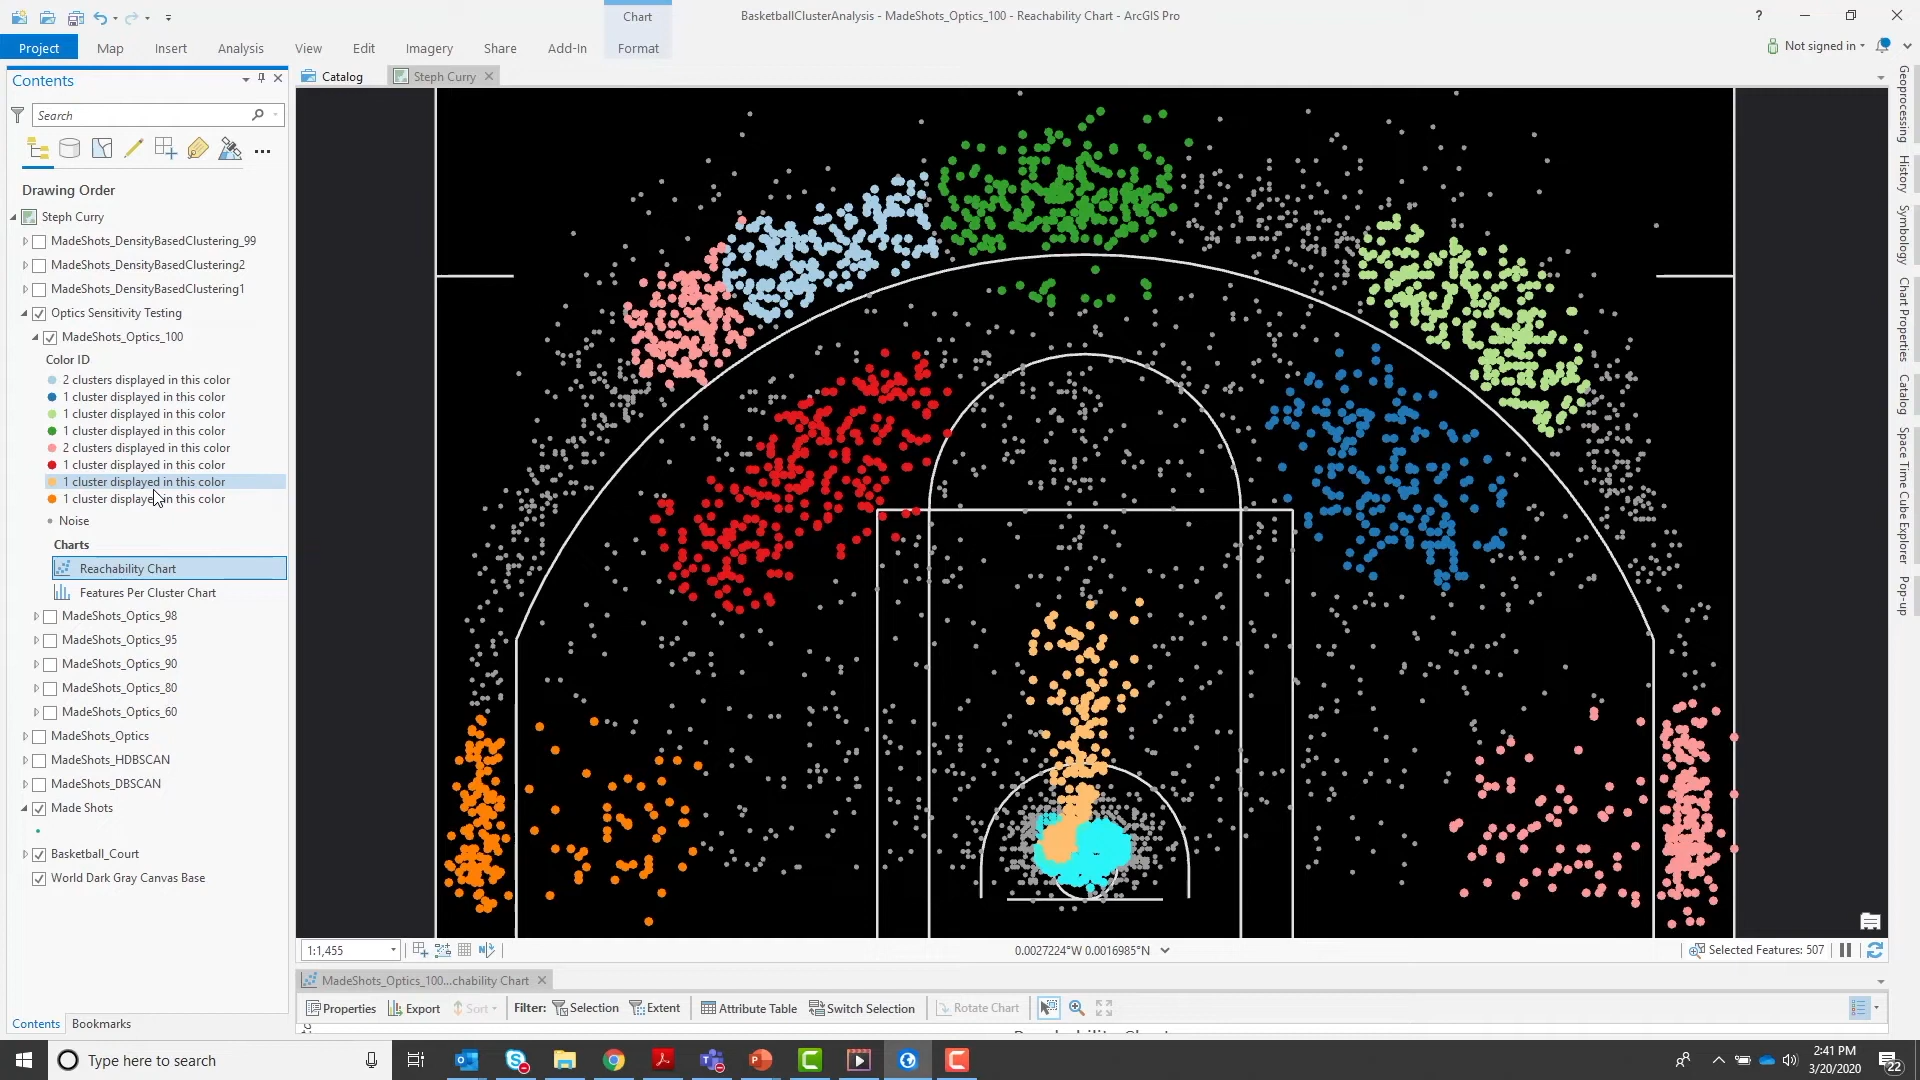 BasketballClusterAnalysis - MadeShots_Optics_100 - Reachability Chart - ArcGIS Pro
Chart
?
Project
Map
Insert
Analysis
View
Edit
Imagery
Share
Add-In
Format
Not signed in
Contents
Search
Drawing Order
Steph Curry
MadeShots_DensityBasedClustering_99
MadeShots_DensityBasedClustering2
MadeShots_DensityBasedClustering1
Optics Sensitivity Testing
MadeShots_Optics_100
Color ID
2 clusters displayed in this color
1 cluster displayed in this color
1 cluster displayed in this color
1 cluster displayed in this color
2 clusters displayed in this color
1 cluster displayed in this color
1 cluster displayed in this color
1 cluster displayed in this color
Noise
Charts
Reachability Chart
Features Per Cluster Chart
MadeShots_Optics_98
MadeShots_Optics_95
MadeShots_Optics_90
MadeShots_Optics_80
MadeShots_Optics_60
MadeShots_Optics
MadeShots_HDBSCAN
MadeShots_DBSCAN
Made Shots
Basketball_Court
World Dark Gray Canvas Base
Contents
Bookmarks
Catalog
Steph Curry
1:1,455
0.0027224°W 0.0016985°N
Selected Features: 507
MadeShots_Optics_100...chability Chart
Properties
Export
Sort
Filter:
Selection
Extent
Attribute Table
Switch Selection
Rotate Chart
Geoprocessing
History
Symbology
Chart Properties
Catalog
Space Time Cube Explorer
Pop-up
Type here to search
2:41 PM
3/20/2020
22